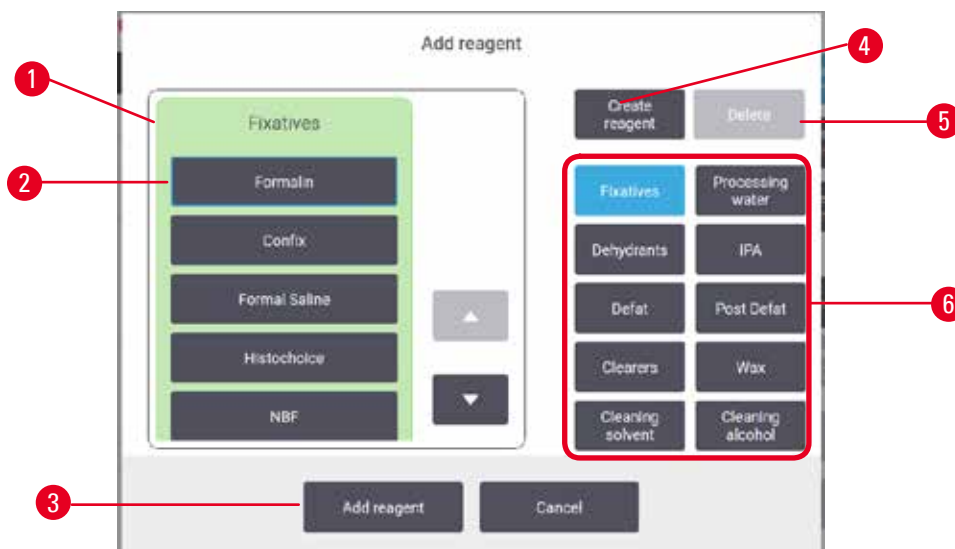 Add reagent
4
1
Fixatives
Create
reagent
Delete
5
2
Formalin
Fixatives
Processing
water
Confix
Dehydrants
IPA
Formal Saline
Defat
Post Defat
6
Histochoice
Clearers
Wax
NBF
Cleaning
solvent
Cleaning
alcohol
3
Add reagent
Cancel